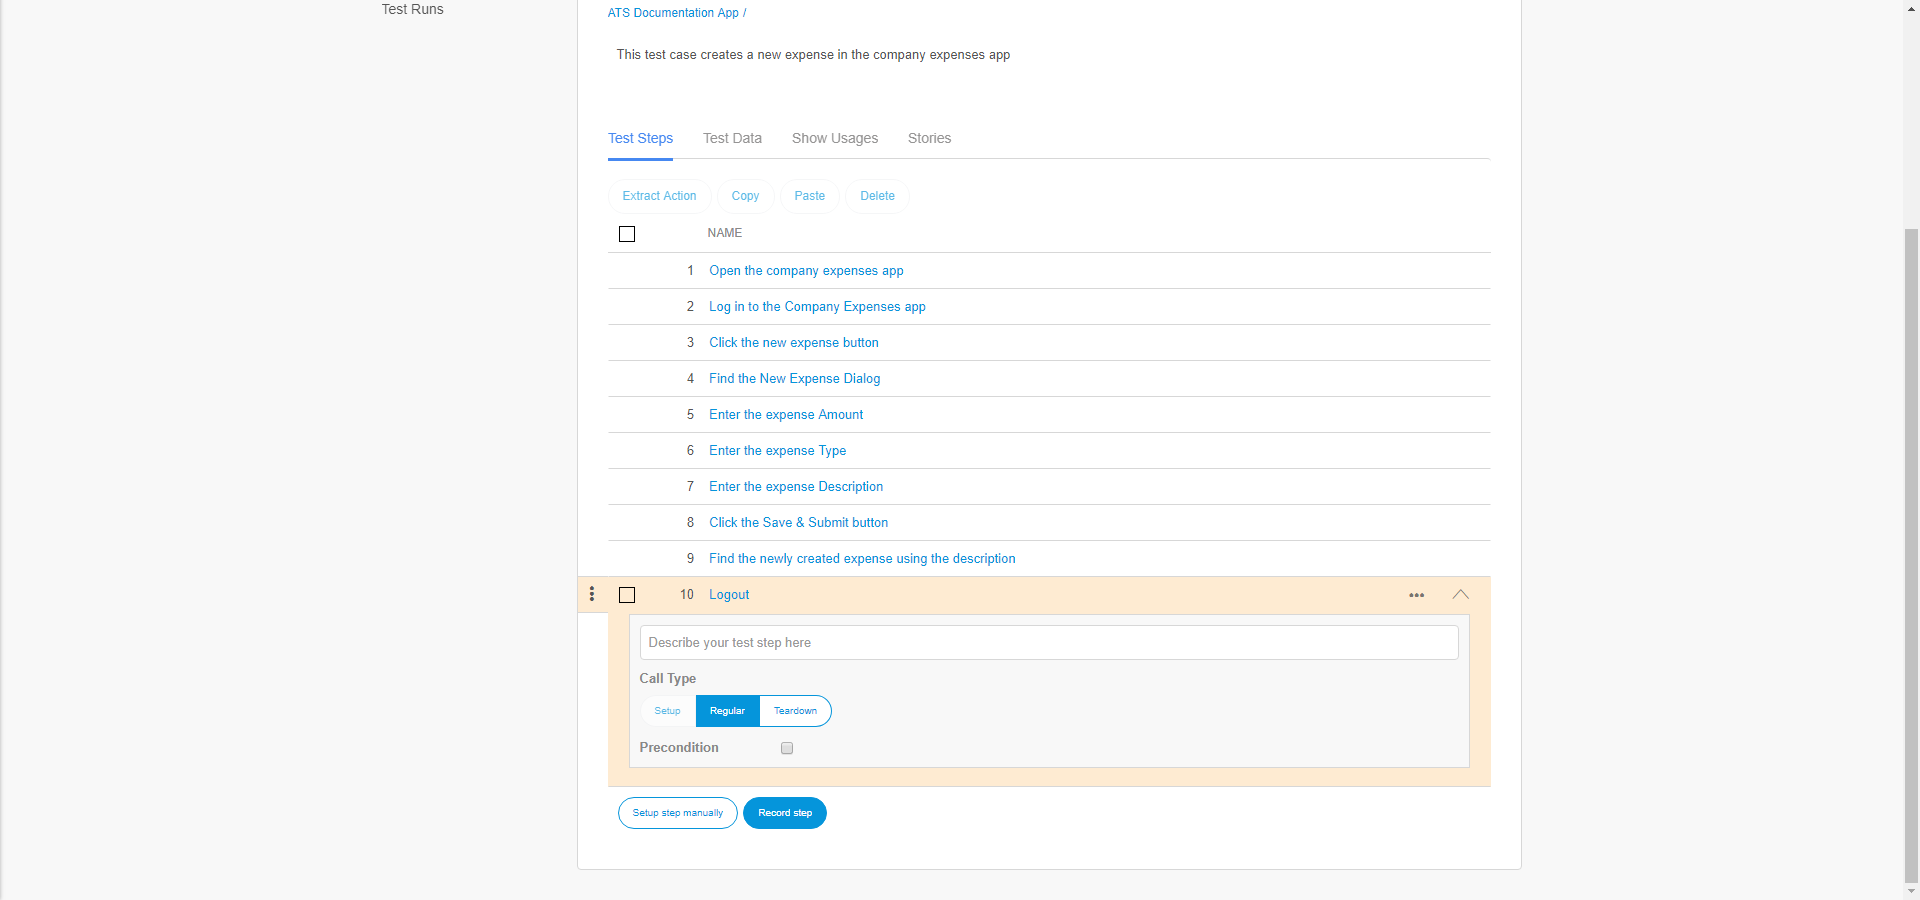 Test Runs
ATS Documentation App /
This test case creates a new expense in the company expenses app
Test Steps Test Data Show Usages Stories
Extract Action Copy Paste Delete
NAME
1 Open the company expenses app
2 Log in to the Company Expenses app
3 Click the new expense button
4 Find the New Expense Dialog
5 Enter the expense Amount
6 Enter the expense Type
7 Enter the expense Description
8 Click the Save & Submit button
9 Find the newly created expense using the description
10 Logout
Describe your test step here
Call Type
Setup Regular Teardown
Precondition
Setup step manually Record step